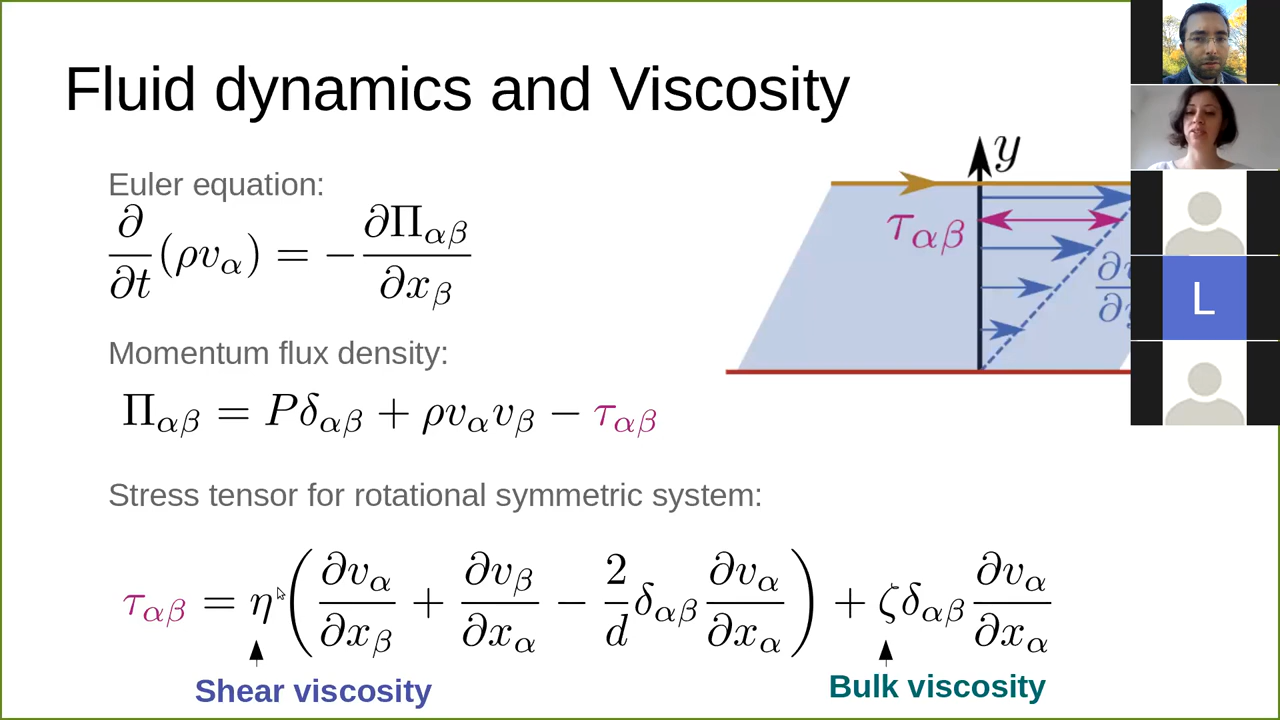 Fluid dynamics and Viscosity
Euler equation:
∂/∂t (ρv_α) = − ∂Π_αβ/∂x_β
Momentum flux density:
Π_αβ = Pδ_αβ + ρv_αv_β − τ_αβ
Stress tensor for rotational symmetric system:
τ_αβ = η(∂v_α/∂x_β + ∂v_β/∂x_α − 2/d δ_αβ ∂v_α/∂x_α) + ζδ_αβ ∂v_α/∂x_α
Shear viscosity
Bulk viscosity
y
τ_αβ
L